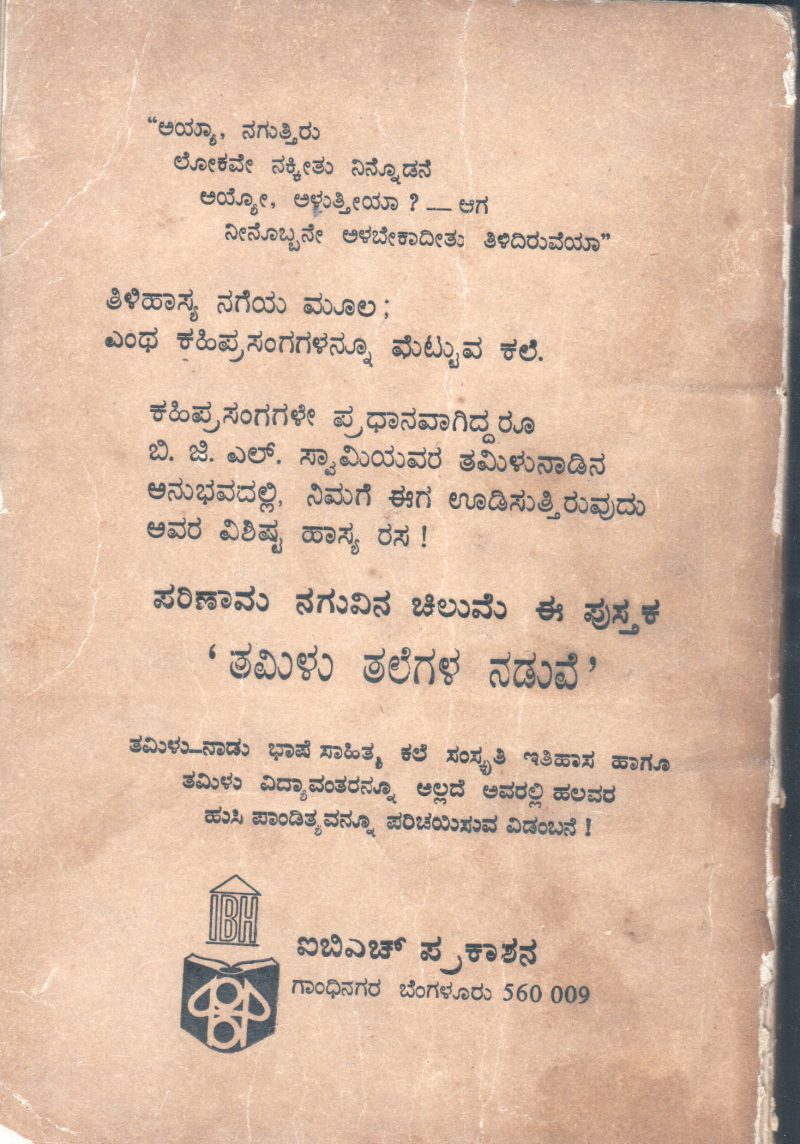 “ಅಯ್ಯಾ, ನಗುತ್ತಿರು
ಲೋಕವೇ ನಕ್ಕೀತು ನಿನ್ನೊಡನೆ
ಅಯ್ಯೋ, ಅಳುತ್ತೀಯಾ ? — ಆಗ
ನೀನೊಬ್ಬನೇ ಅಳಬೇಕಾದೀತು ತಿಳಿದಿರುವೆಯಾ”
ತಿಳಿಹಾಸ್ಯ ನಗೆಯ ಮೂಲ ;
ಎಂಥ ಕಹಿಪ್ರಸಂಗಗಳನ್ನೂ ಮೆಟ್ಟುವ ಕಲೆ.
ಕಹಿಪ್ರಸಂಗಗಳೇ ಪ್ರಧಾನವಾಗಿದ್ದರೂ
ಬಿ. ಜಿ. ಎಲ್. ಸ್ವಾಮಿಯವರ ತಮಿಳುನಾಡಿನ
ಅನುಭವದಲ್ಲಿ, ನಿಮಗೆ ಈಗ ಊಡಿಸುತ್ತಿರುವುದು
ಅವರ ವಿಶಿಷ್ಟ ಹಾಸ್ಯ ರಸ !
ಪರಿಣಾಮ ನಗುವಿನ ಚಿಲುಮೆ ಈ ಪುಸ್ತಕ
‘ತಮಿಳು ತಲೆಗಳ ನಡುವೆ’
ತಮಿಳು–ನಾಡು ಭಾಷೆ ಸಾಹಿತ್ಯ ಕಲೆ ಸಂಸ್ಕೃತಿ ಇತಿಹಾಸ ಹಾಗೂ
ತಮಿಳು ವಿದ್ಯಾವಂತರನ್ನೂ ಅಲ್ಲದೆ ಅವರಲ್ಲಿ ಹಲವರ
ಹುಸಿ ಪಾಂಡಿತ್ಯವನ್ನೂ ಪರಿಚಯಿಸುವ ವಿಡಂಬನೆ !
IBH
ಐಬಿಎಚ್ ಪ್ರಕಾಶನ
ಗಾಂಧಿನಗರ ಬೆಂಗಳೂರು 560 009